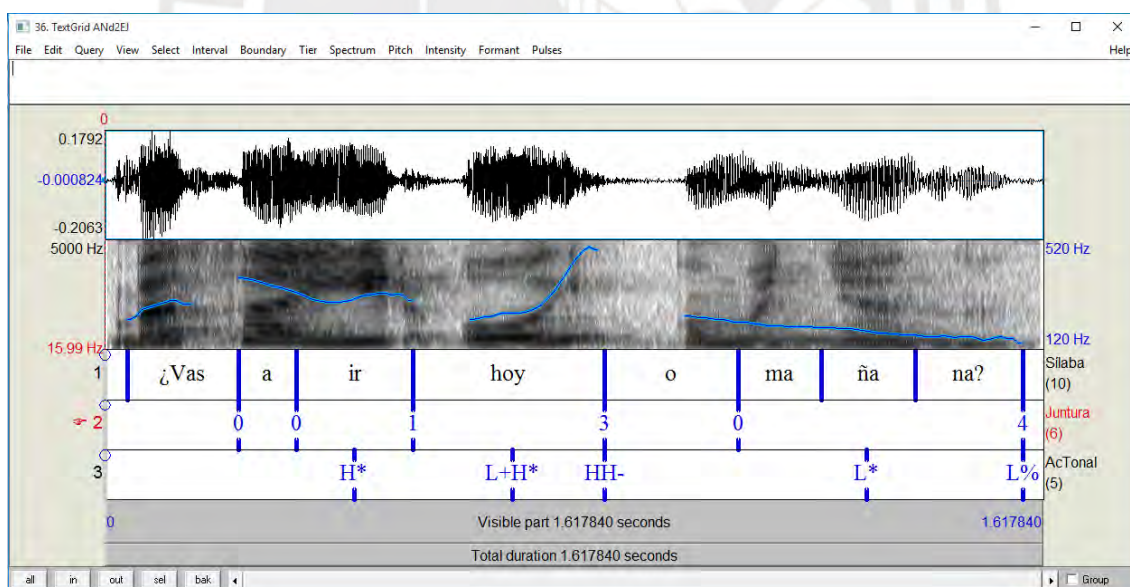 36. TextGrid ANd2EJ
File Edit Query View Select Interval Boundary Tier Spectrum Pitch Intensity Formant Pulses Help
0
0.1792
-0.000824
-0.2063
5000 Hz 520 Hz
15.99 Hz 120 Hz
1 ¿Vas a ir hoy o ma ña na? Sílaba
(10)
2 0 0 1 3 0 4 Juntura
(6)
3 H* L+H* HH- L* L% AcTonal
(5)
0 Visible part 1.617840 seconds 1.617840
Total duration 1.617840 seconds
all in out sel bak Group